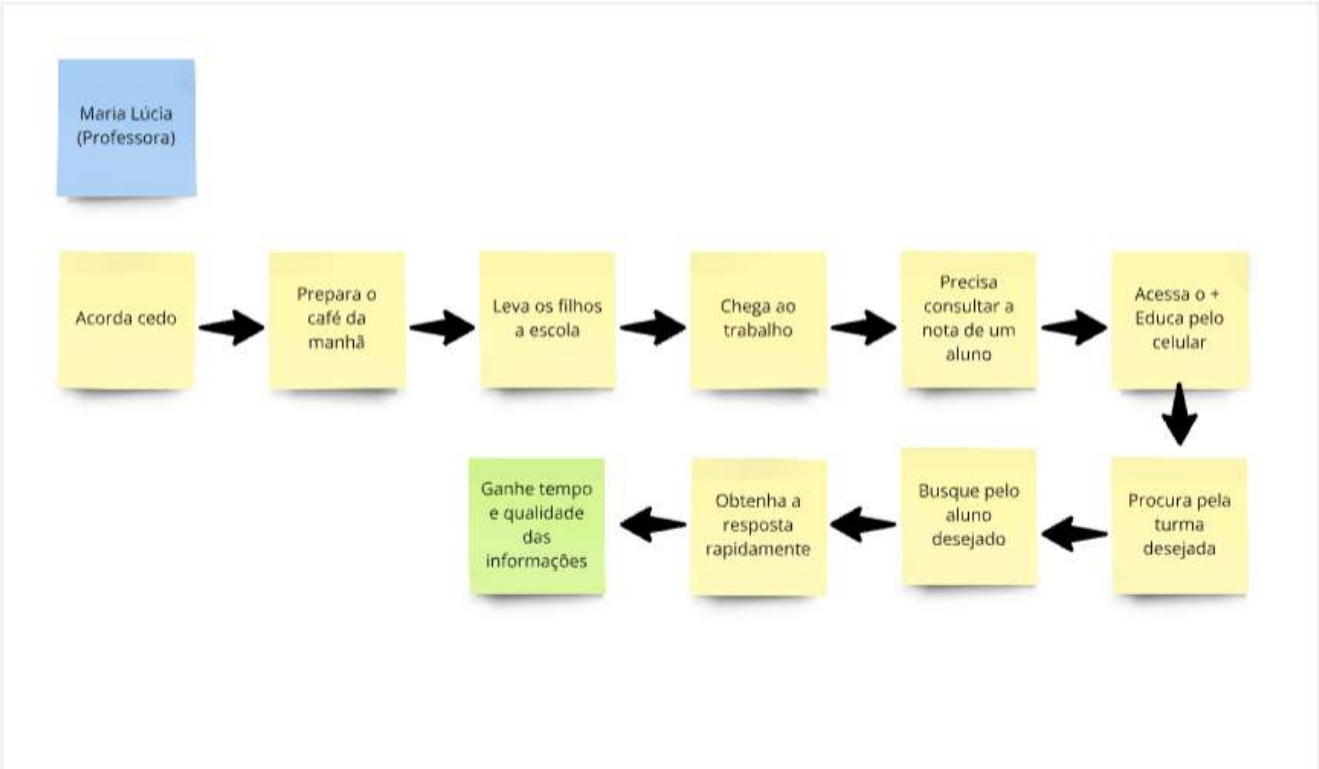 Maria Lúcia
(Professora)
Acorda cedo
Prepara o
café da
manhã
Leva os filhos
a escola
Chega ao
trabalho
Precisa
consultar a
nota de um
aluno
Acessa o +
Educa pelo
celular
Procura pela
turma
desejada
Busque pelo
aluno
desejado
Obtenha a
resposta
rapidamente
Ganhe tempo
e qualidade
das
informações